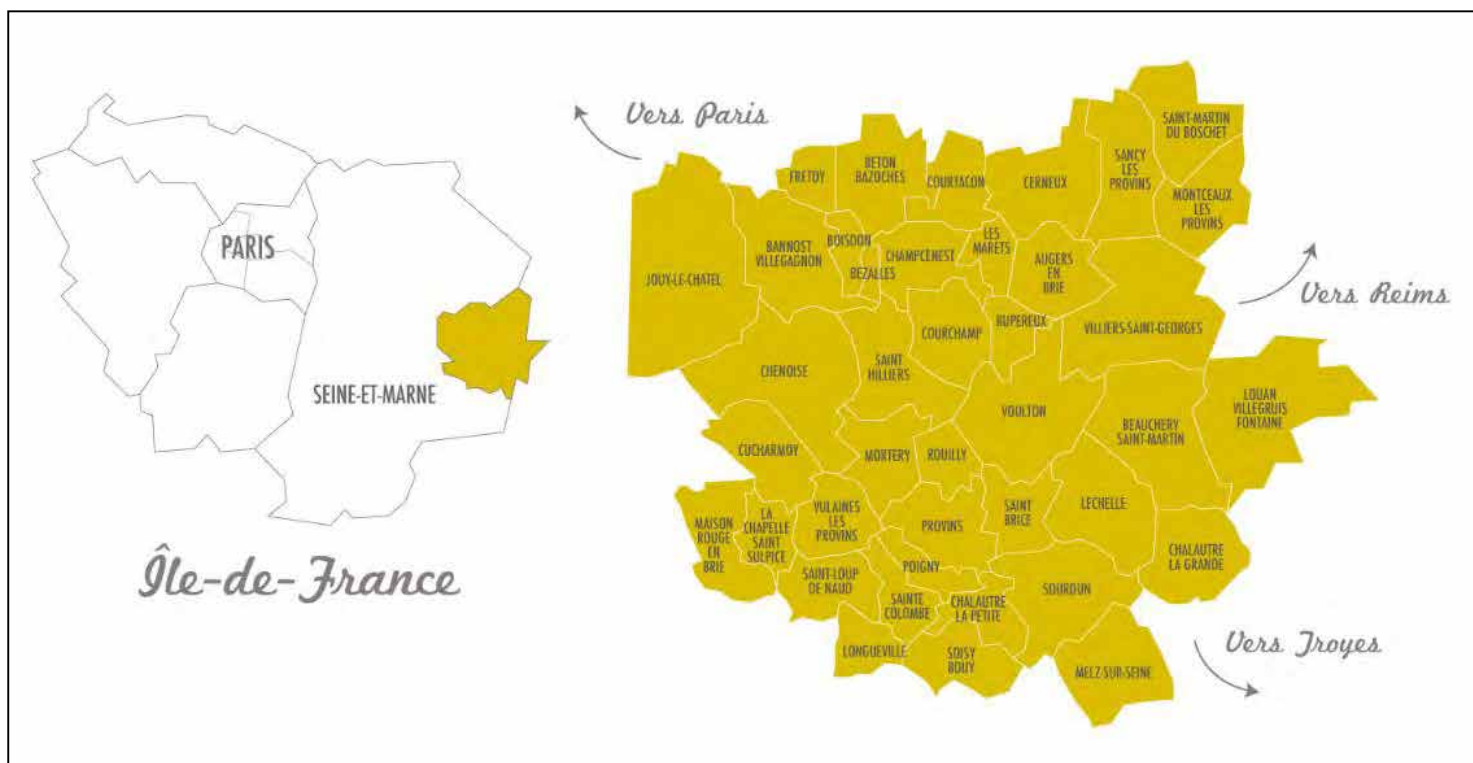 PARIS
SEINE-ET-MARNE
Île-de-France
Vers Paris
SAINT-MARTIN
DU BOSCHET
SANCY
LES
PROVINS
MONTCEAUX
LES
PROVINS
FRETOY
BETON
BAZOCHES
COURTACON
CERNEUX
JOUY-LE-CHATEL
BANNOST
VILLEGAGNON
BOISDON
BEZALLES
CHAMPCENEST
LES
MARETS
AUGERS
EN
BRIE
Vers Reims
COURCHAMP
RUPEREUX
VILLIERS-SAINT-GEORGES
CHENOISE
SAINT
HILLIERS
VOULTON
BEAUCHERY
SAINT-MARTIN
LOUAN
VILLEGRUIS
FONTAINE
CUCHARMOY
MORTERY
ROUILLY
MAISON
ROUGE
EN
BRIE
LA
CHAPELLE
SAINT
SULPICE
VULAINES
LES
PROVINS
PROVINS
SAINT
BRICE
LECHELLE
CHALAUTRE
LA GRANDE
SAINT-LOUP
DE NAUD
POIGNY
SAINTE
COLOMBE
CHALAUTRE
LA PETITE
SOURDUN
LONGUEVILLE
SOISY
BOUY
MELZ-SUR-SEINE
Vers Troyes